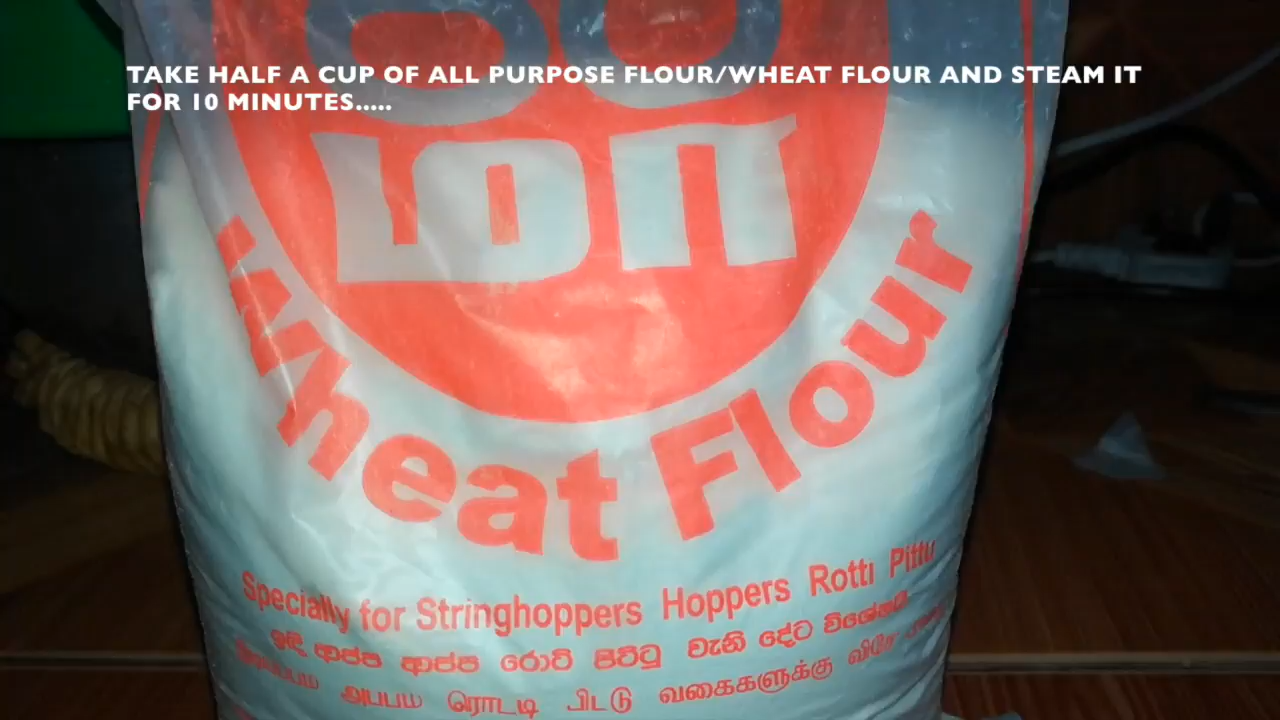 TAKE HALF A CUP OF ALL PURPOSE FLOUR/WHEAT FLOUR AND STEAM IT
FOR 10 MINUTES.....
மா
Wheat Flour
Specially for Stringhoppers Hoppers Rotti Pittu
ඉඳි ආප්ප ආප්ප රොටි පිට්ටු වැනි දේට විශේෂයි
அப்பம் ரொட்டி பிட்டு வகைகளுக்கு